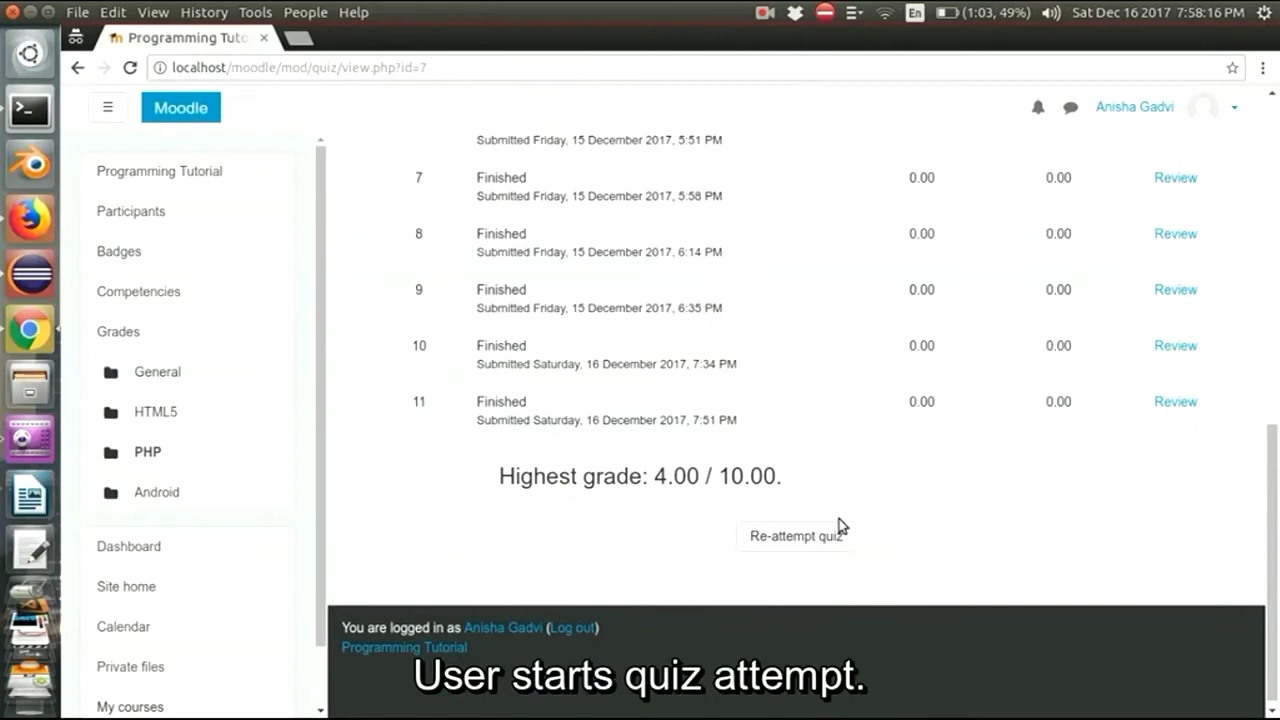 File Edit View History Tools People Help
En (1:03, 49%) Sat Dec 16 2017 7:58:16 PM
Programming Tuto
localhost/moodle/mod/quiz/view.php?id=7
Moodle
Anisha Gadvi
Programming Tutorial
Participants
Badges
Competencies
Grades
General
HTML5
PHP
Android
Dashboard
Site home
Calendar
Private files
My courses
Submitted Friday, 15 December 2017, 5:51 PM
7 Finished 0.00 0.00 Review
Submitted Friday, 15 December 2017, 5:58 PM
8 Finished 0.00 0.00 Review
Submitted Friday, 15 December 2017, 6:14 PM
9 Finished 0.00 0.00 Review
Submitted Friday, 15 December 2017, 6:35 PM
10 Finished 0.00 0.00 Review
Submitted Saturday, 16 December 2017, 7:34 PM
11 Finished 0.00 0.00 Review
Submitted Saturday, 16 December 2017, 7:51 PM
Highest grade: 4.00 / 10.00.
Re-attempt quiz
You are logged in as Anisha Gadvi (Log out)
Programming Tutorial
User starts quiz attempt.